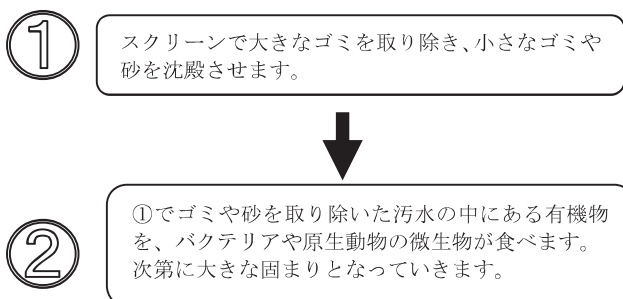 ①
スクリーンで大きなゴミを取り除き、小さなゴミや
砂を沈殿させます。
②
①でゴミや砂を取り除いた汚水の中にある有機物
を、バクテリアや原生動物の微生物が食べます。
次第に大きな固まりとなっていきます。